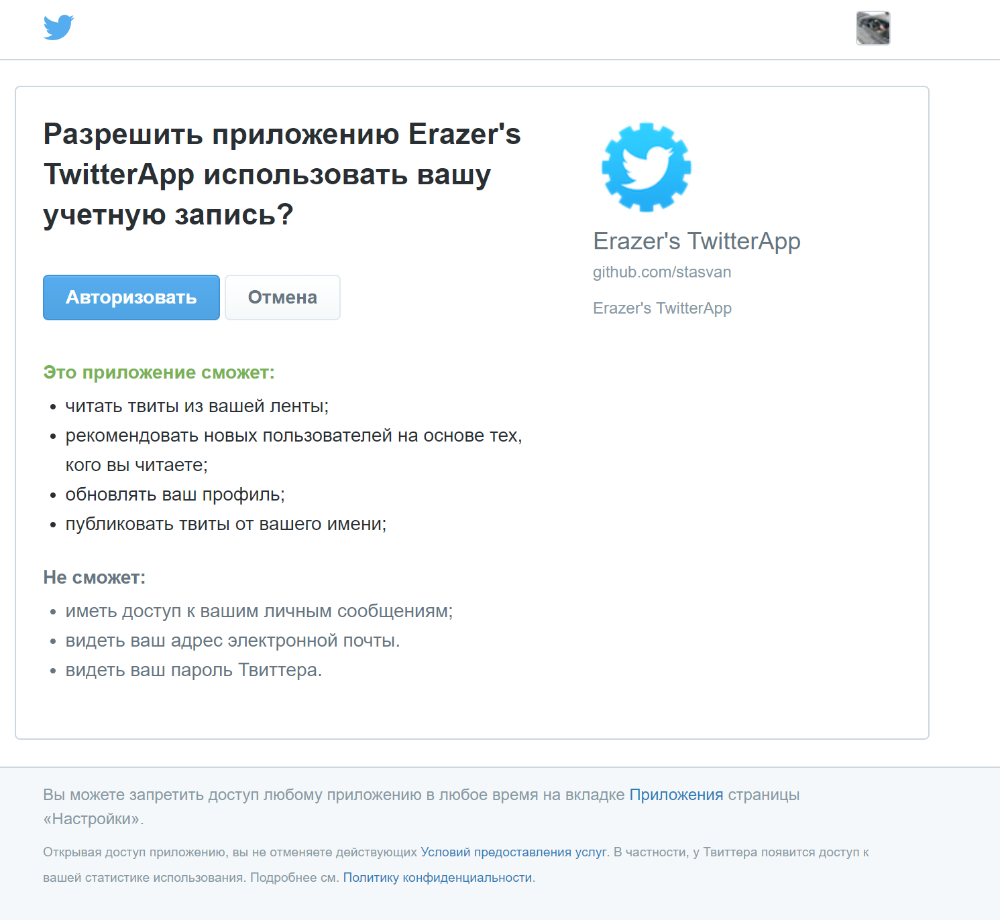 Разрешить приложению Erazer's
TwitterApp использовать вашу
учетную запись?
Авторизовать
Отмена
Это приложение сможет:
читать твиты из вашей ленты;
рекомендовать новых пользователей на основе тех,
кого вы читаете;
обновлять ваш профиль;
публиковать твиты от вашего имени;
Не сможет:
иметь доступ к вашим личным сообщениям;
видеть ваш адрес электронной почты.
видеть ваш пароль Твиттера.
Erazer's TwitterApp
github.com/stasvan
Erazer's TwitterApp
Вы можете запретить доступ любому приложению в любое время на вкладке Приложения страницы
«Настройки».
Открывая доступ приложению, вы не отменяете действующих Условий предоставления услуг. В частности, у Твиттера появится доступ к
вашей статистике использования. Подробнее см. Политику конфиденциальности.